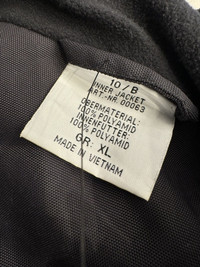 10/B
INNER JACKET
ART.-NR. 00063
OBERMATERIAL:
100% POLYAMID
INNENFUTTER:
100% POLYAMID
GR: XL
MADE IN VIETNAM